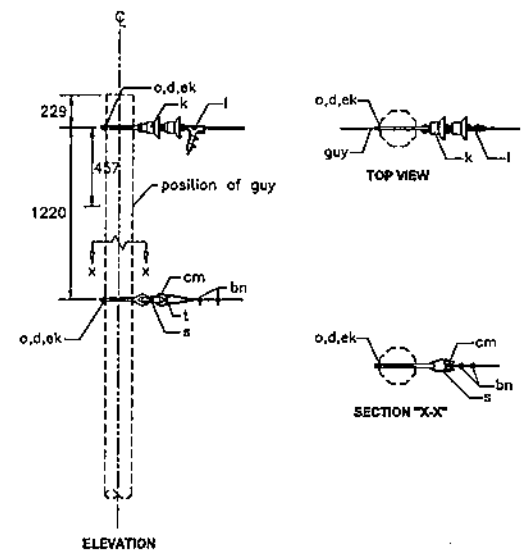 ℄
o,d,ek
k
l
229
457
position of guy
1220
x x
cm
bn
t
s
o,d,ek
ELEVATION
o,d,ek
guy
k
l
TOP VIEW
o,d,ek
cm
bn
s
SECTION "X-X"